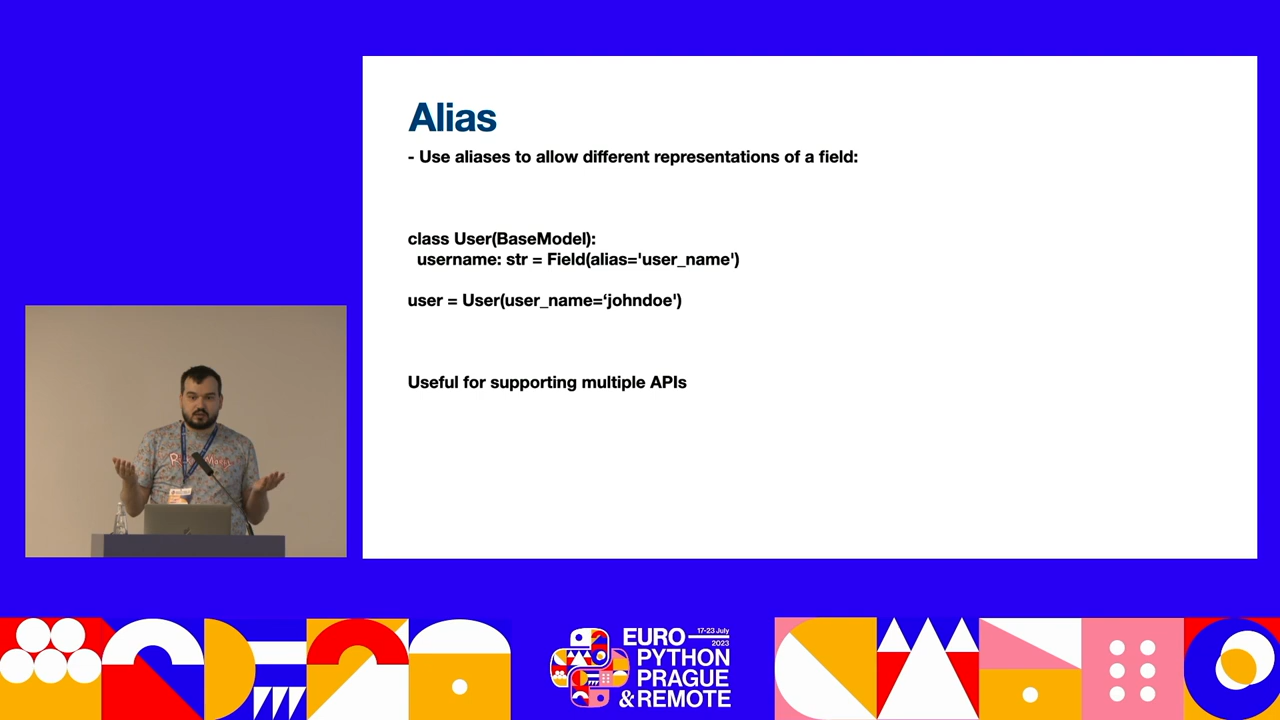 Alias
- Use aliases to allow different representations of a field:
class User(BaseModel):
username: str = Field(alias='user_name')
user = User(user_name=‘johndoe')
Useful for supporting multiple APIs
EURO
17-23 July
2023
PYTHON
PRAGUE
&REMOTE